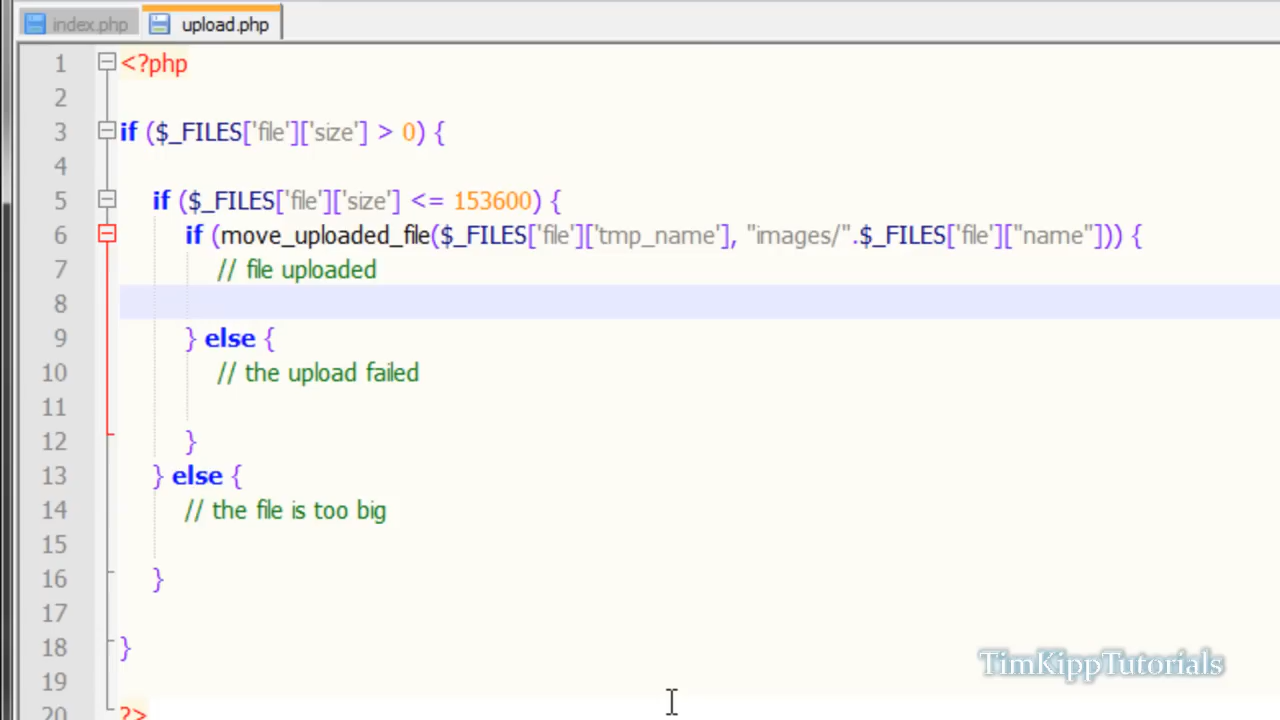 index.php upload.php
1 <?php
2
3 if ($_FILES['file']['size'] > 0) {
4
5 if ($_FILES['file']['size'] <= 153600) {
6 if (move_uploaded_file($_FILES['file']['tmp_name'], "images/".$_FILES['file']["name"])) {
7 // file uploaded
8
9 } else {
10 // the upload failed
11
12 }
13 } else {
14 // the file is too big
15
16 }
17
18 }
19
20 ?>
TimKippTutorials